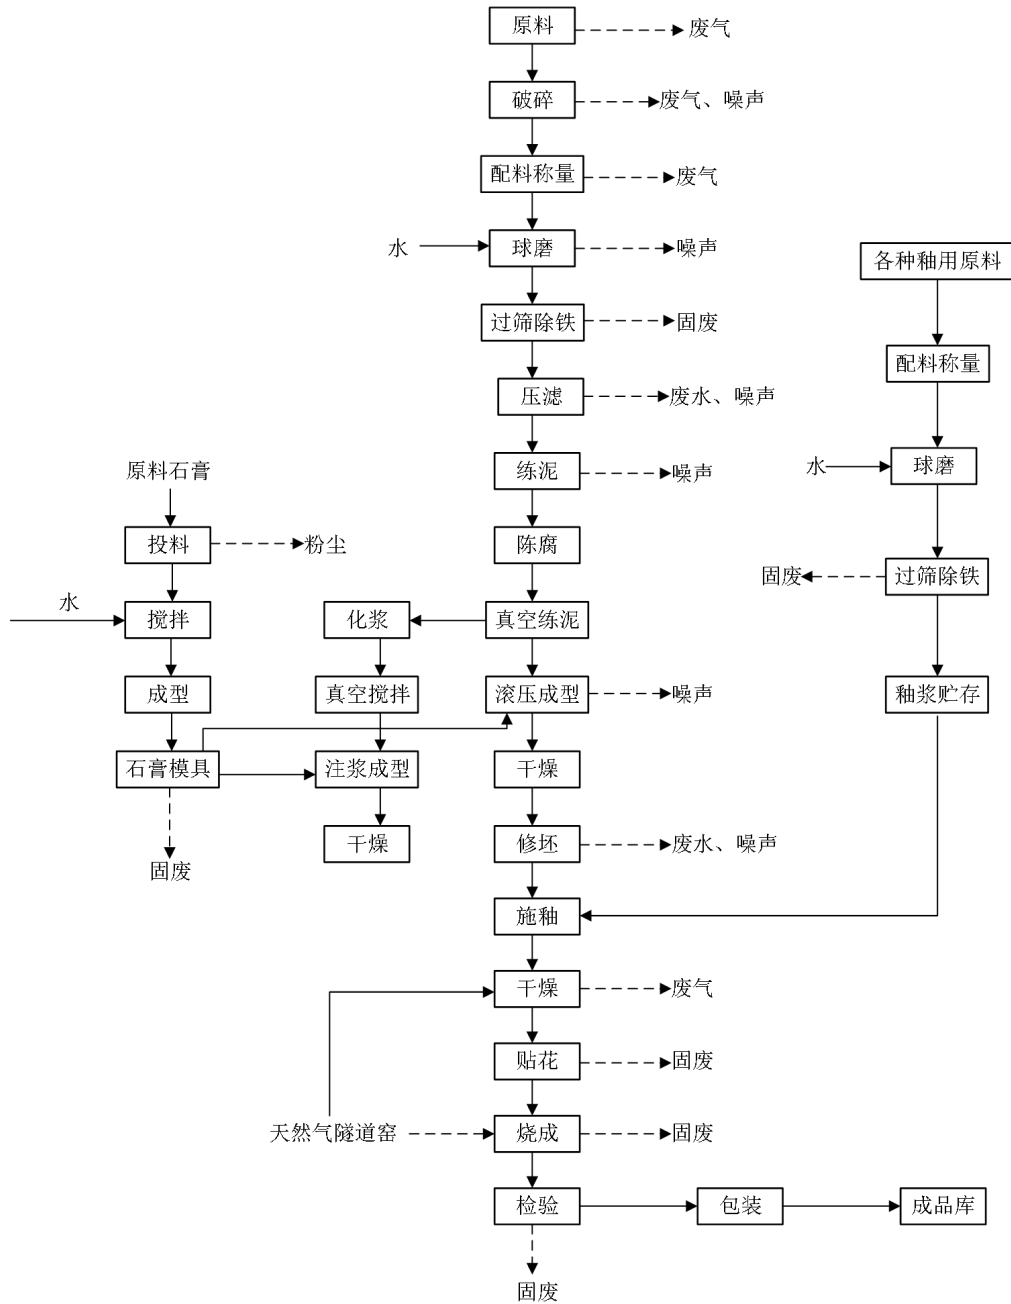 原料
废气
破碎
废气、噪声
配料称量
废气
水
球磨
噪声
各种釉用原料
过筛除铁
固废
配料称量
压滤
废水、噪声
原料石膏
练泥
噪声
水
球磨
投料
粉尘
陈腐
固废
过筛除铁
水
搅拌
化浆
真空练泥
成型
真空搅拌
滚压成型
噪声
釉浆贮存
石膏模具
注浆成型
干燥
固废
干燥
修坯
废水、噪声
施釉
干燥
废气
贴花
固废
天然气隧道窑
烧成
固废
检验
包装
成品库
固废